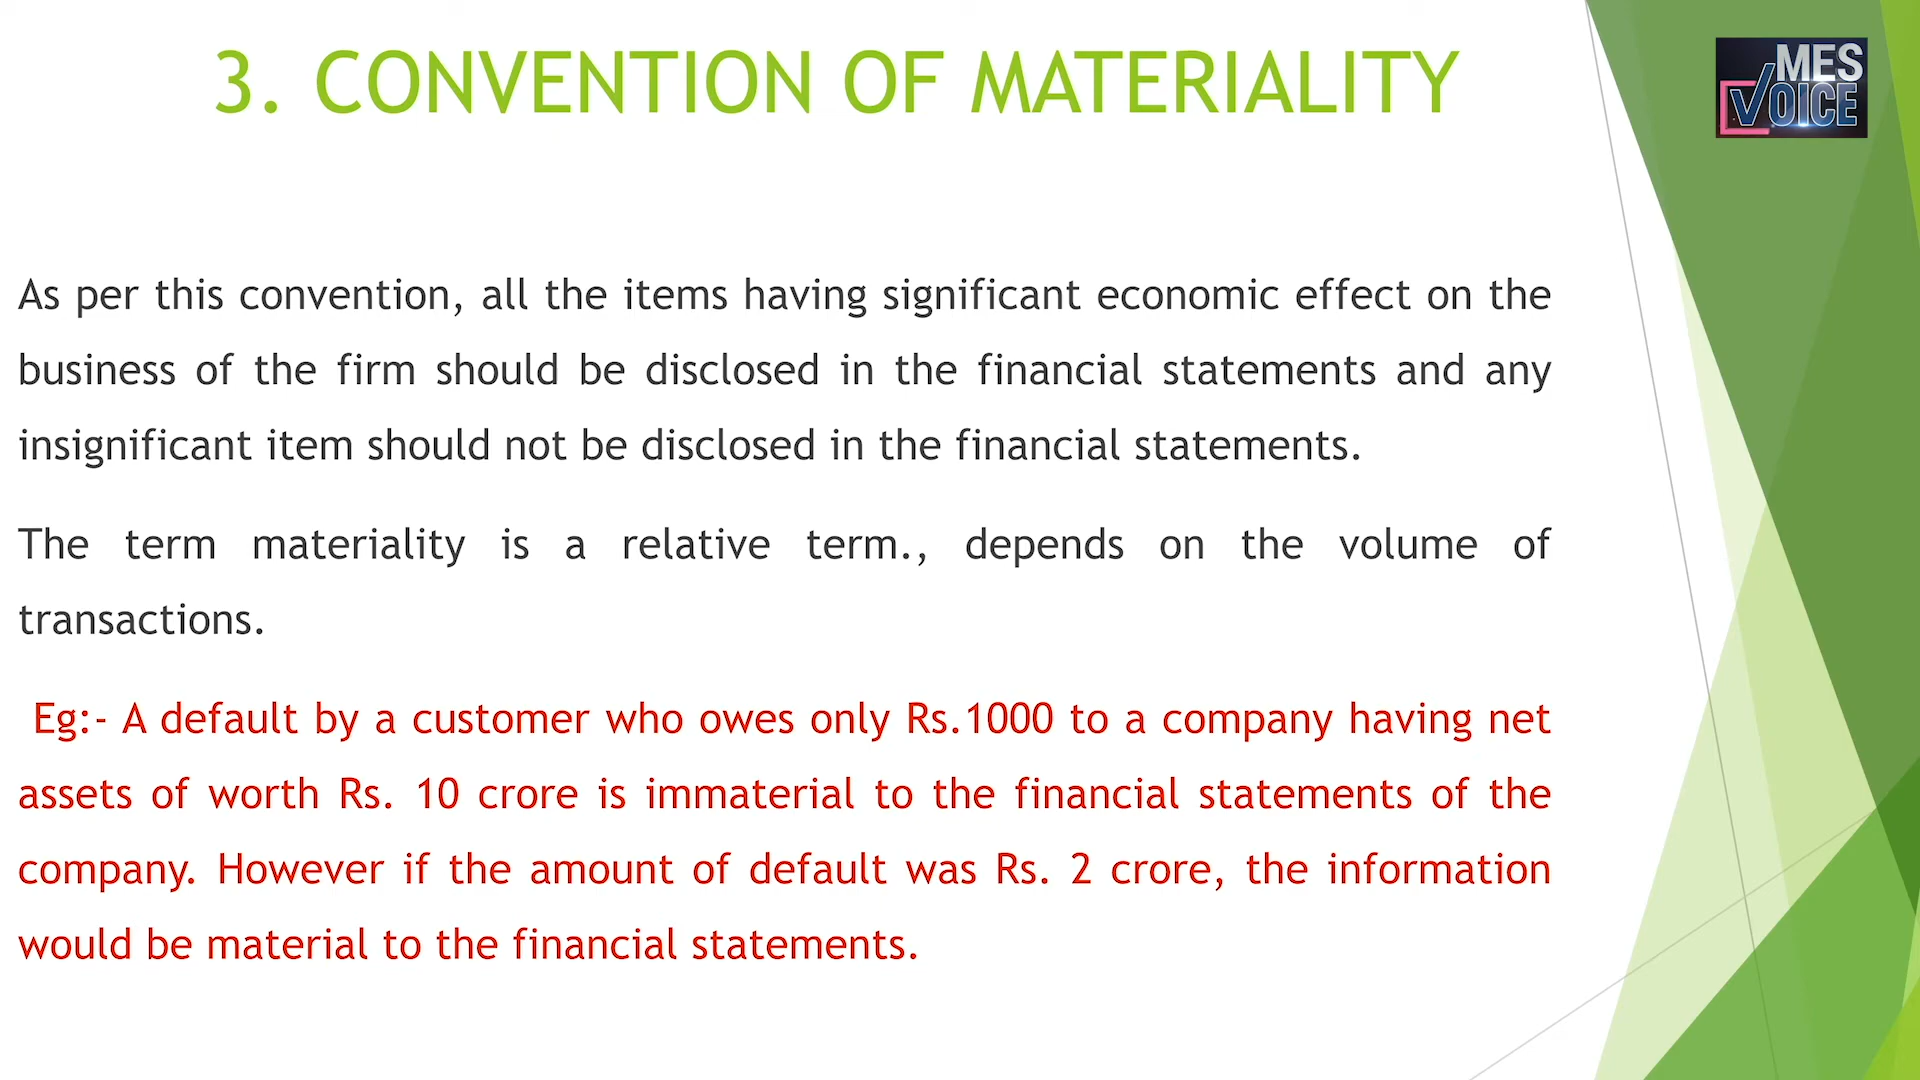 3. CONVENTION OF MATERIALITY
MES
VOICE
As per this convention, all the items having significant economic effect on the
business of the firm should be disclosed in the financial statements and any
insignificant item should not be disclosed in the financial statements.
The term materiality is a relative term., depends on the volume of
transactions.
Eg:- A default by a customer who owes only Rs.1000 to a company having net
assets of worth Rs. 10 crore is immaterial to the financial statements of the
company. However if the amount of default was Rs. 2 crore, the information
would be material to the financial statements.